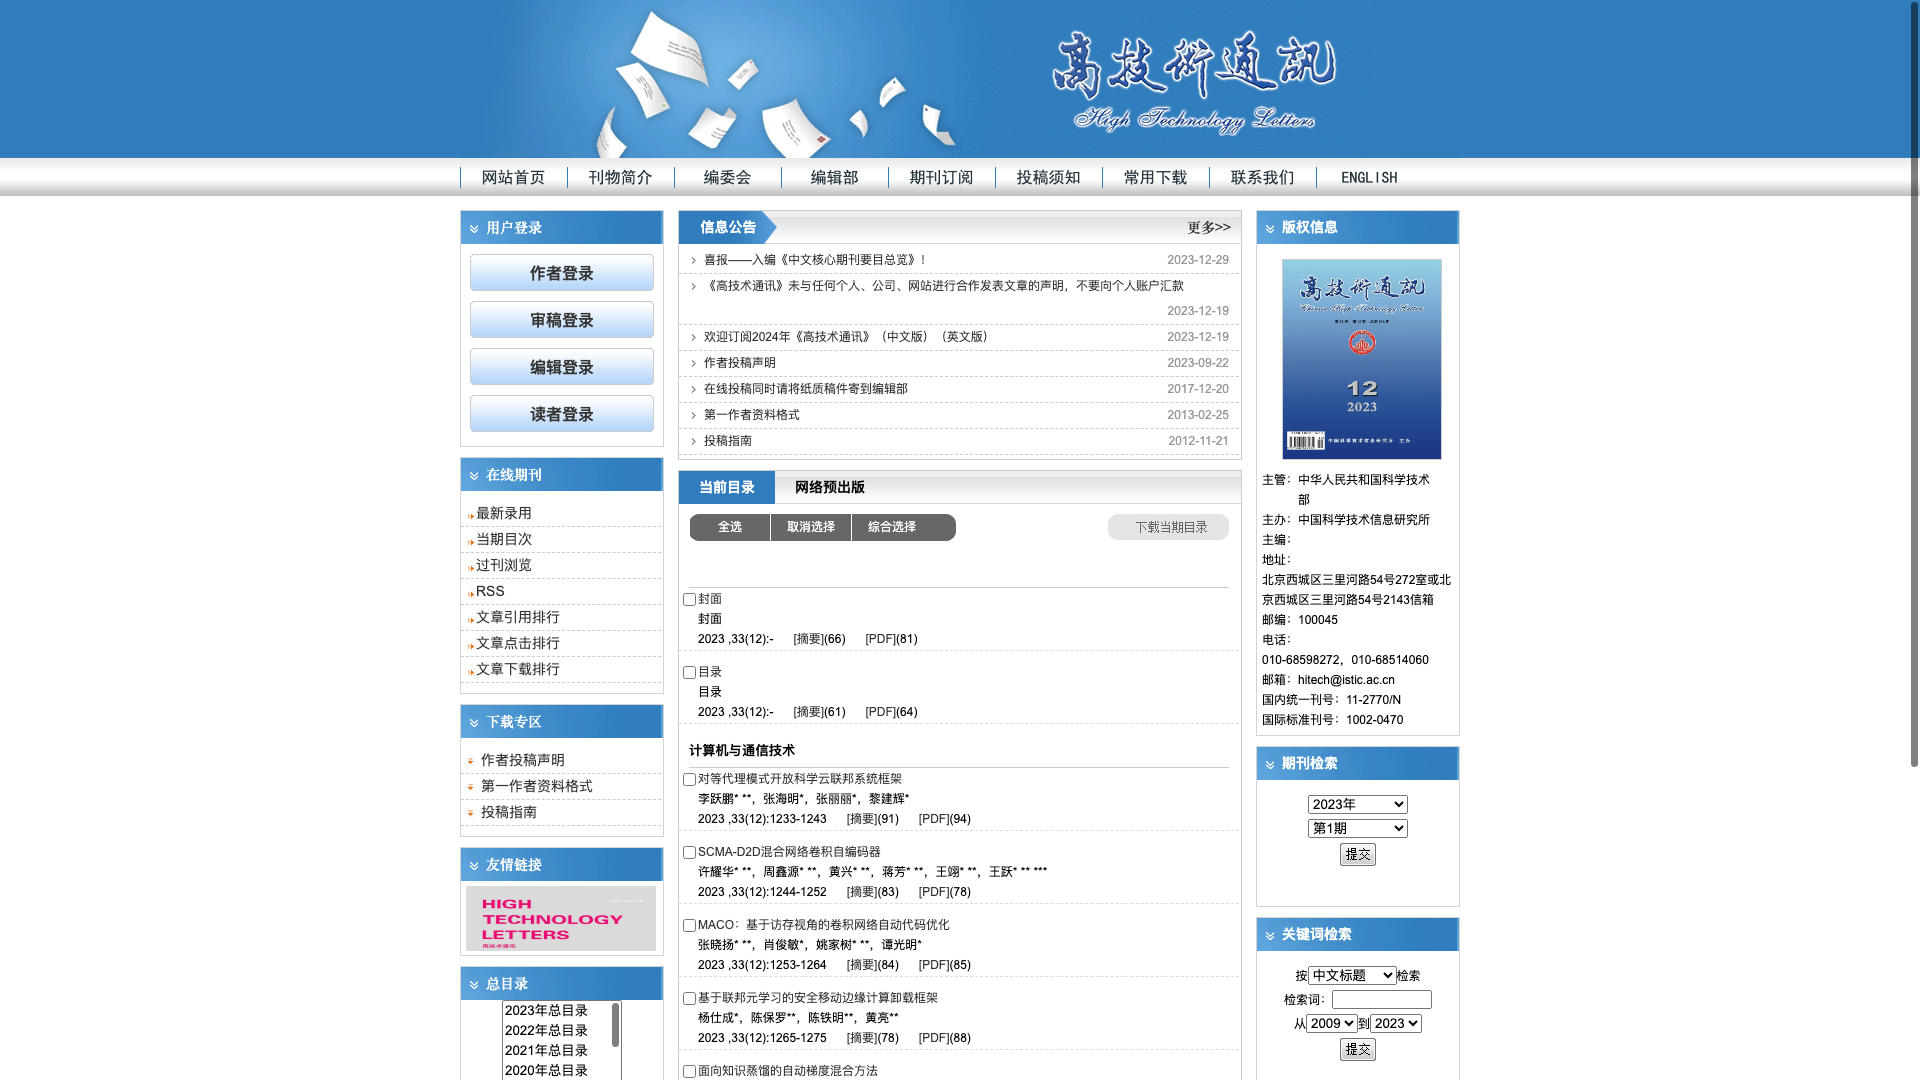 高技術通訊
High Technology Letters
网站首页 刊物简介 编委会 编辑部 期刊订阅 投稿须知 常用下载 联系我们 ENGLISH
用户登录
作者登录
审稿登录
编辑登录
读者登录
在线期刊
最新录用
当期目次
过刊浏览
RSS
文章引用排行
文章点击排行
文章下载排行
下载专区
作者投稿声明
第一作者资料格式
投稿指南
友情链接
HIGH
TECHNOLOGY
LETTERS
高技术通讯
总目录
2023年总目录
2022年总目录
2021年总目录
2020年总目录
信息公告 更多>>
喜报——入编《中文核心期刊要目总览》！ 2023-12-29
《高技术通讯》未与任何个人、公司、网站进行合作发表文章的声明，不要向个人账户汇款
2023-12-19
欢迎订阅2024年《高技术通讯》（中文版）（英文版） 2023-12-19
作者投稿声明 2023-09-22
在线投稿同时请将纸质稿件寄到编辑部 2017-12-20
第一作者资料格式 2013-02-25
投稿指南 2012-11-21
当前目录 网络预出版
全选 取消选择 综合选择 下载当期目录
封面
封面
2023 ,33(12):- [摘要](66) [PDF](81)
目录
目录
2023 ,33(12):- [摘要](61) [PDF](64)
计算机与通信技术
对等代理模式开放科学云联邦系统框架
李跃鹏* **，张海明*，张丽丽*，黎建辉*
2023 ,33(12):1233-1243 [摘要](91) [PDF](94)
SCMA-D2D混合网络卷积自编码器
许耀华* **，周鑫源* **，黄兴* **，蒋芳* **，王翊* **，王跃* ** ***
2023 ,33(12):1244-1252 [摘要](83) [PDF](78)
MACO：基于访存视角的卷积网络自动代码优化
张晓扬* **，肖俊敏*，姚家树* **，谭光明*
2023 ,33(12):1253-1264 [摘要](84) [PDF](85)
基于联邦元学习的安全移动边缘计算卸载框架
杨仕成*，陈保罗**，陈铁明**，黄亮**
2023 ,33(12):1265-1275 [摘要](78) [PDF](88)
面向知识蒸馏的自动梯度混合方法
版权信息
高技術通訊
Chinese High Technology Letters
12
2023
中国科学技术信息研究所 主办
主管：中华人民共和国科学技术
部
主办：中国科学技术信息研究所
主编：
地址：
北京西城区三里河路54号272室或北
京西城区三里河路54号2143信箱
邮编：100045
电话：
010-68598272，010-68514060
邮箱：hitech@istic.ac.cn
国内统一刊号：11-2770/N
国际标准刊号：1002-0470
期刊检索
2023年
第1期
提交
关键词检索
按 中文标题 检索
检索词：
从 2009 到 2023
提交